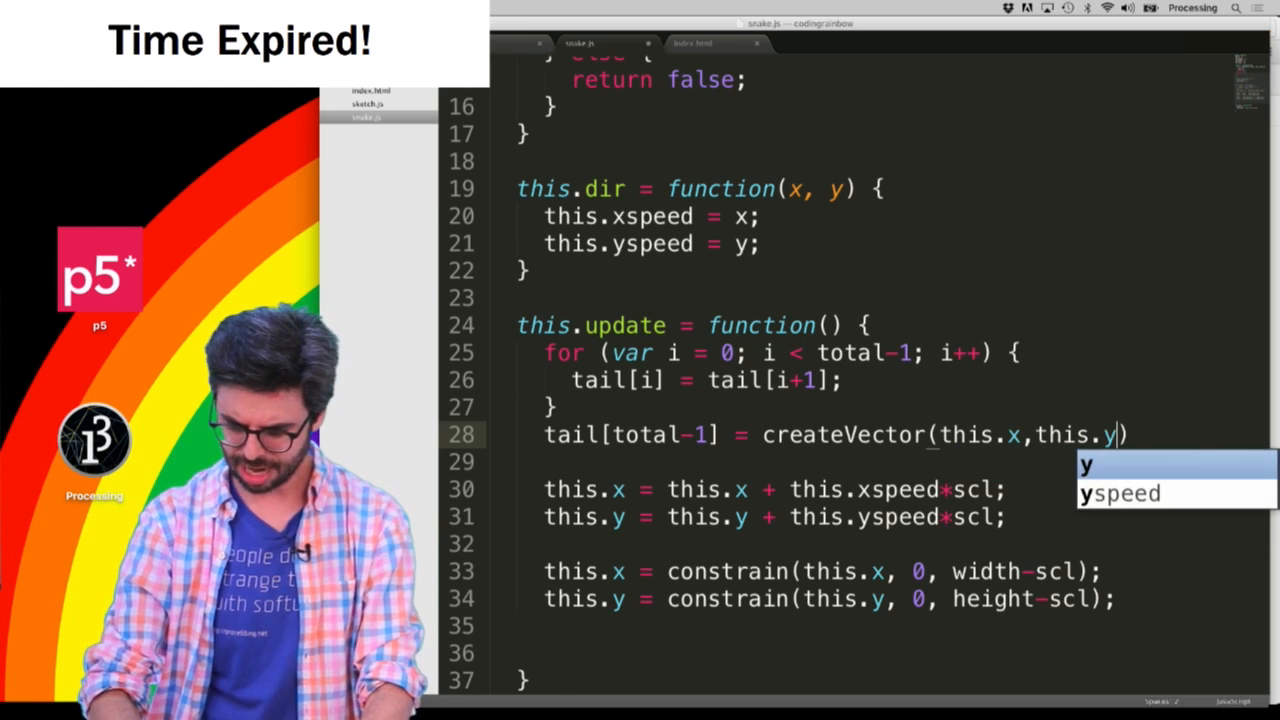 Time Expired!
Processing
snake.js — codingrainbow
snake.js
index.html
index.html
sketch.js
snake.js
p5*
p5
Processing
} else {
return false;
16 }
17 }
18
19 this.dir = function(x, y) {
20 this.xspeed = x;
21 this.yspeed = y;
22 }
23
24 this.update = function() {
25 for (var i = 0; i < total-1; i++) {
26 tail[i] = tail[i+1];
27 }
28 tail[total-1] = createVector(this.x,this.y)
y
yspeed
29
30 this.x = this.x + this.xspeed*scl;
31 this.y = this.y + this.yspeed*scl;
32
33 this.x = constrain(this.x, 0, width-scl);
34 this.y = constrain(this.y, 0, height-scl);
35
36
37 }
Spaces: 2
JavaScript